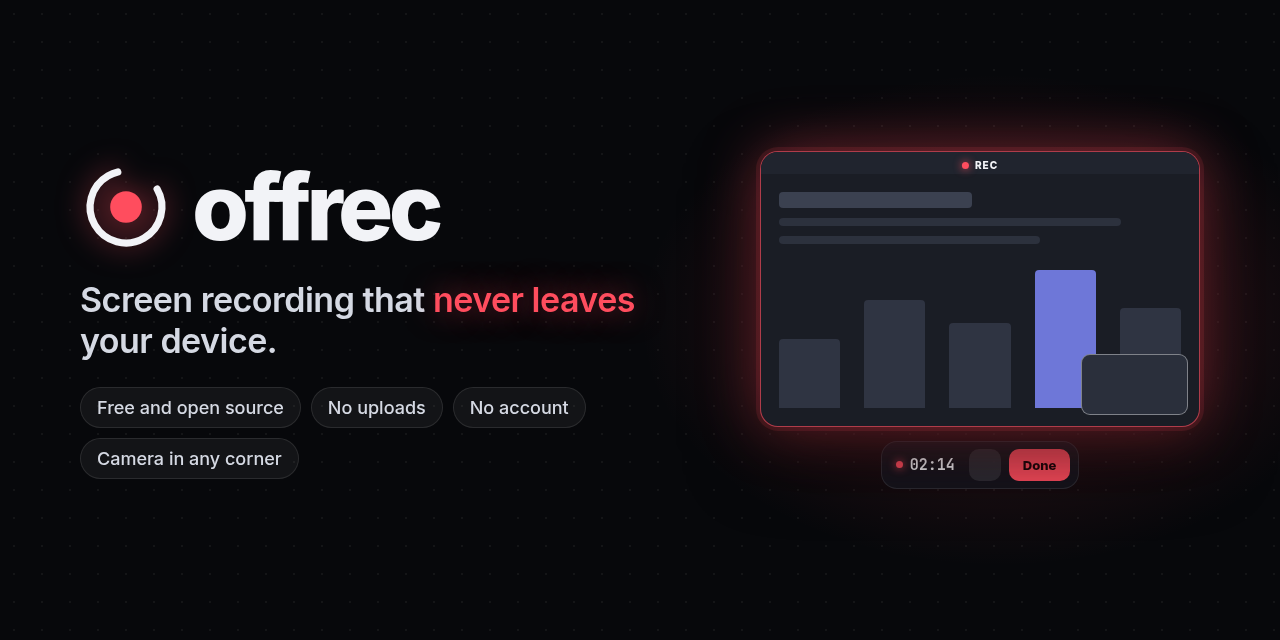 offrec
Screen recording that never leaves
your device.
Free and open source
No uploads
No account
Camera in any corner
REC
02:14
Done